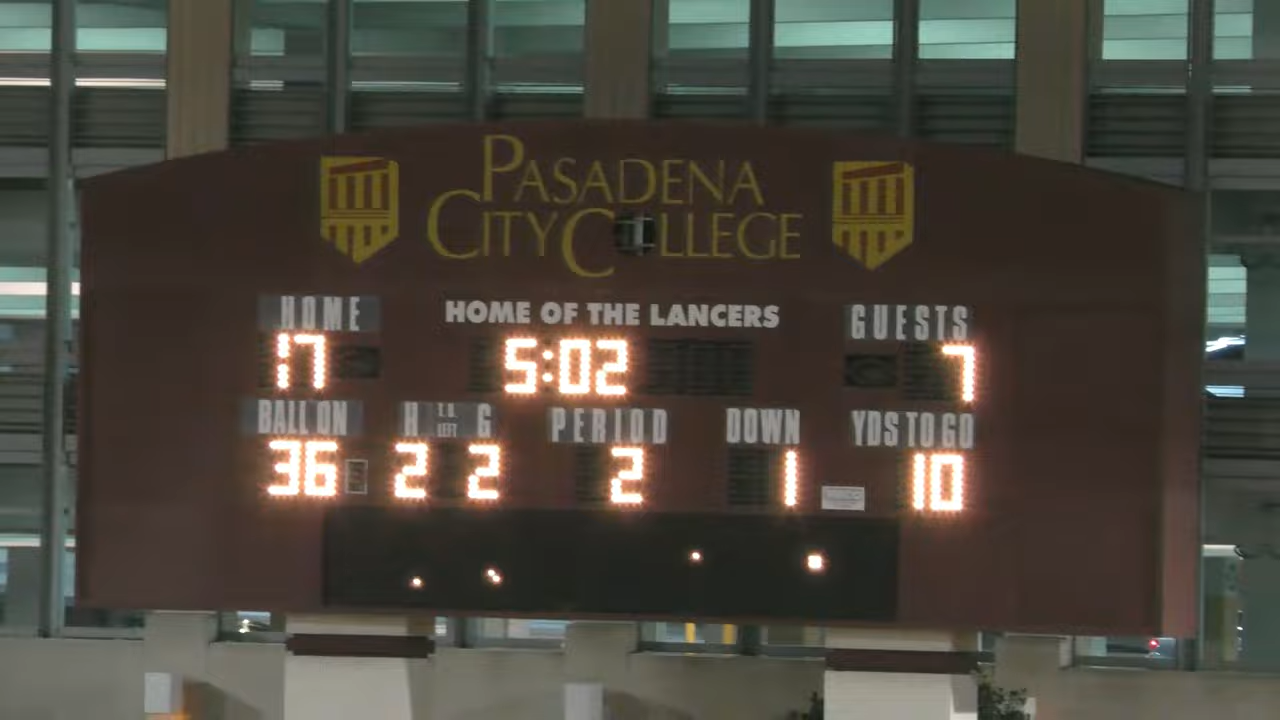 PASADENA
CITY COLLEGE
HOME
HOME OF THE LANCERS
GUESTS
17
5:02
7
BALL ON
H T.O. LEFT G
PERIOD
DOWN
YDS TO GO
36
2 2
2
1
10